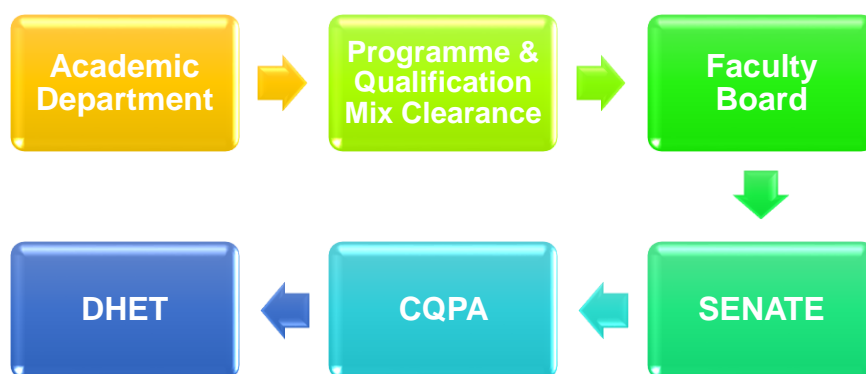 Academic
Department
Programme &
Qualification
Mix Clearance
Faculty
Board
SENATE
CQPA
DHET